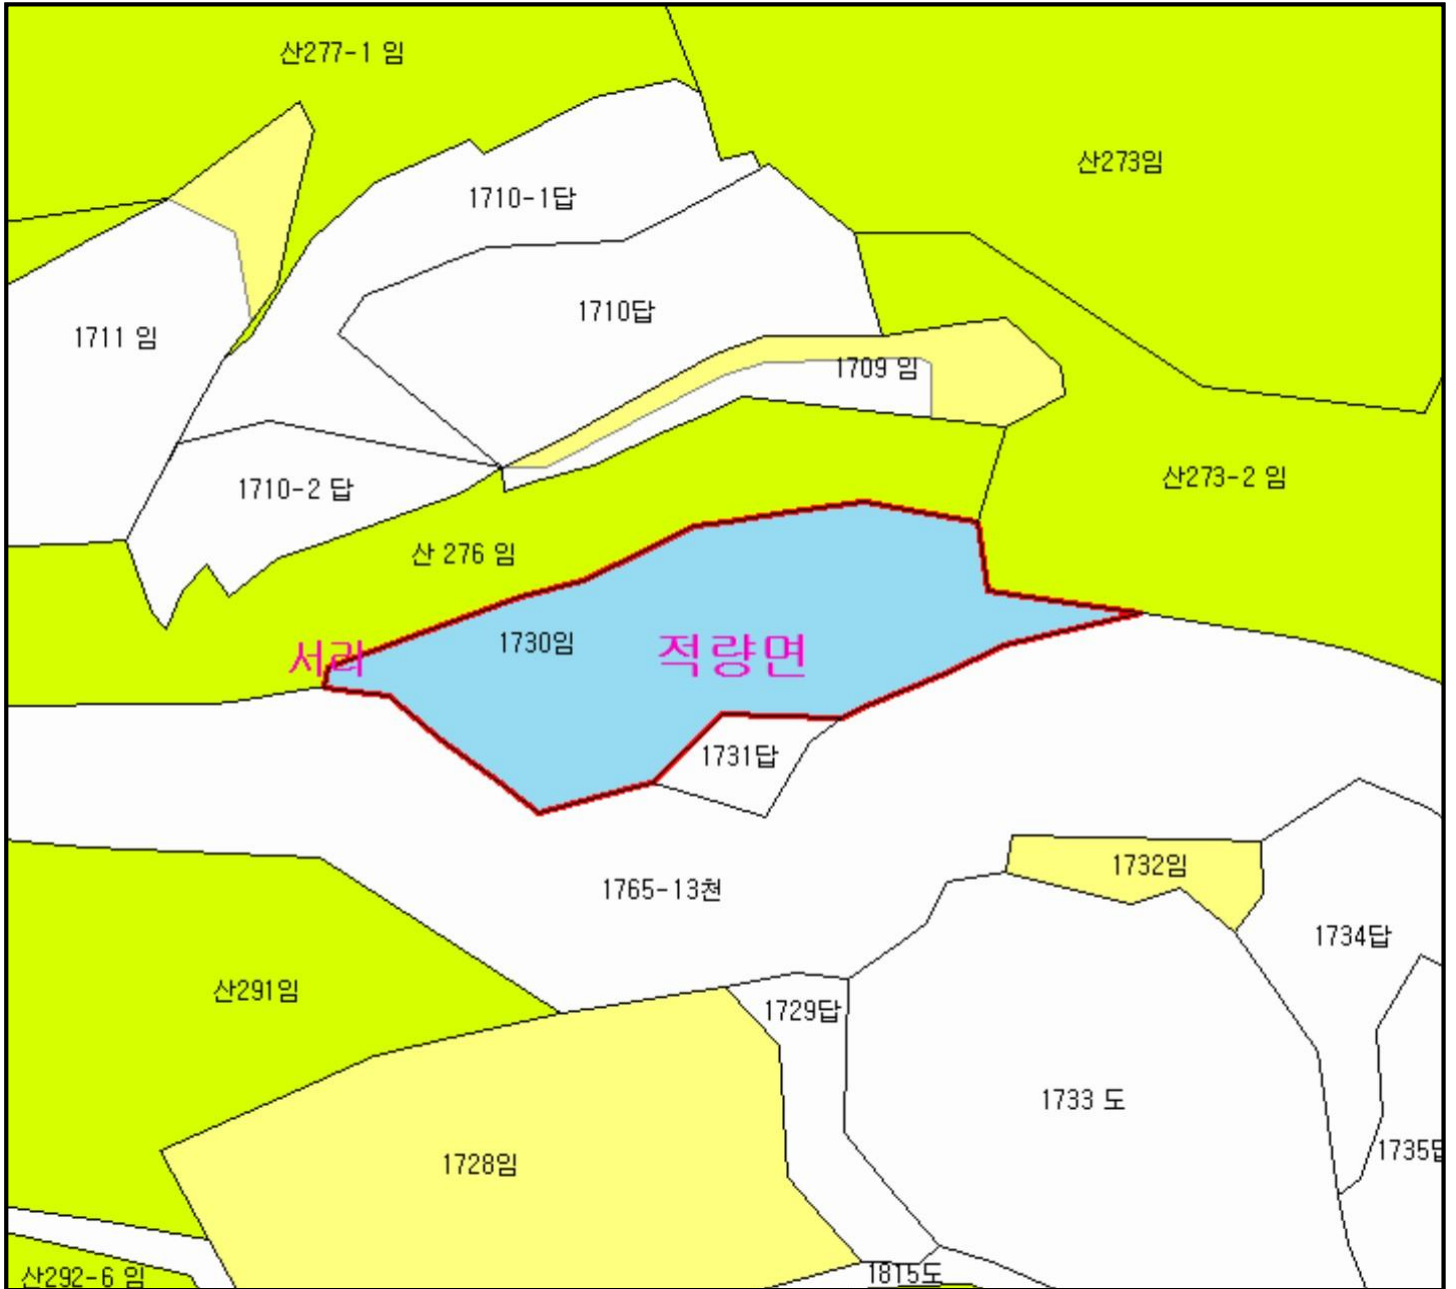 산277-1 임
산273임
1710-1답
1710답
1711 임
1709 임
산273-2 임
1710-2 답
산 276 임
1730임
서리
적량면
1731답
1732임
1765-13천
1734답
산291임
1729답
1733 도
1735답
1728임
1815도
산292-6 임